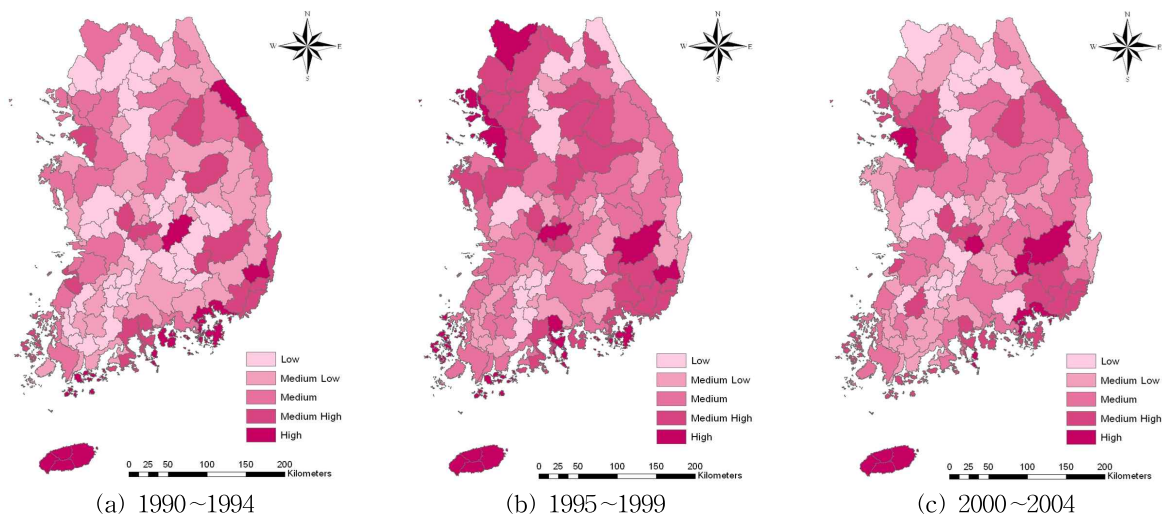 N
W E
S
Low
Medium Low
Medium
Medium High
High
0 25 50 100 150 200
Kilometers
(a) 1990~1994
N
W E
S
Low
Medium Low
Medium
Medium High
High
0 25 50 100 150 200
Kilometers
(b) 1995~1999
N
W E
S
Low
Medium Low
Medium
Medium High
High
0 25 50 100 150 200
Kilometers
(c) 2000~2004